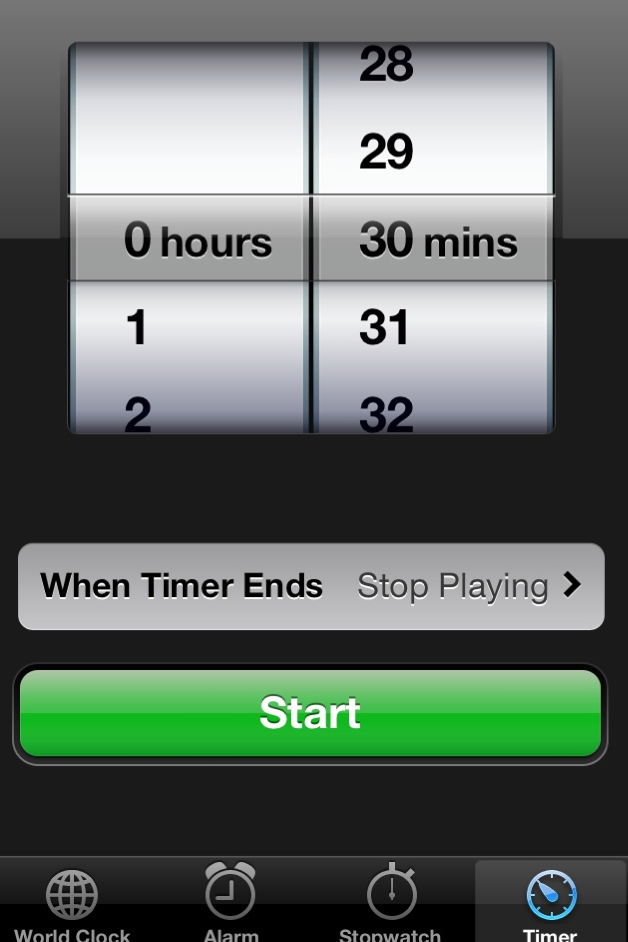 28
29
0 hours 30 mins
1 31
2 32
When Timer Ends Stop Playing
Start
World Clock Alarm Stopwatch Timer